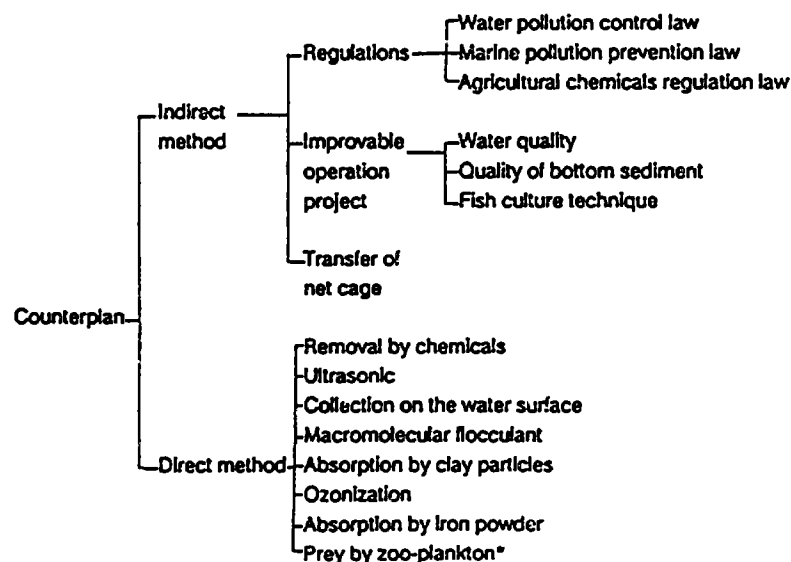 Water pollution control law
Regulations
Marine pollution prevention law
Agricultural chemicals regulation law
Indirect
method
Improvable
operation
project
Water quality
Quality of bottom sediment
Fish culture technique
Transfer of
net cage
Counterplan
Removal by chemicals
Ultrasonic
Collection on the water surface
Macromolecular flocculant
Direct method
Absorption by clay particles
Ozonization
Absorption by iron powder
Prey by zoo-plankton*